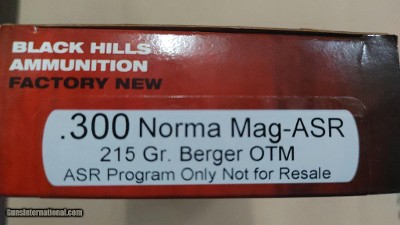 BLACK HILLS
AMMUNITION
FACTORY NEW
.300 Norma Mag-ASR
215 Gr. Berger OTM
ASR Program Only Not for Resale
GunsInternational.com